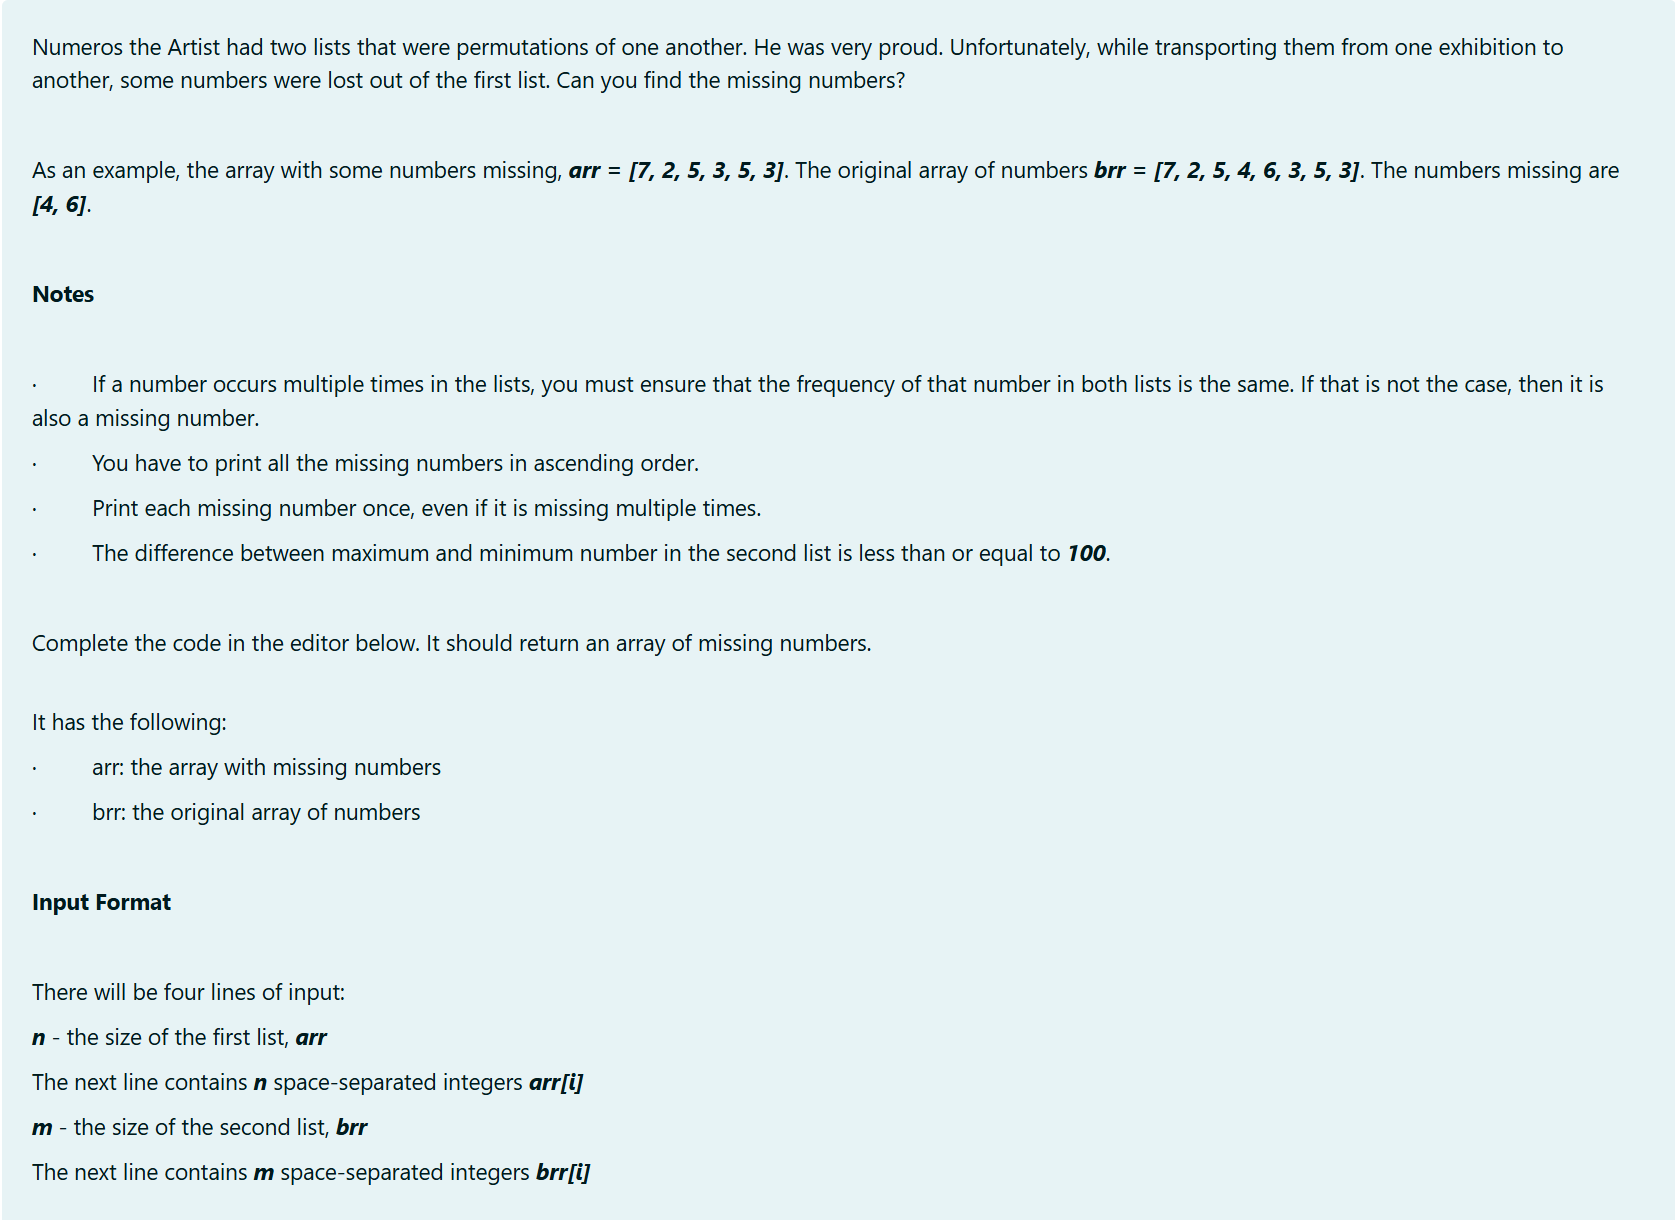 Numeros the Artist had two lists that were permutations of one another. He was very proud. Unfortunately, while transporting them from one exhibition to
another, some numbers were lost out of the first list. Can you find the missing numbers?
As an example, the array with some numbers missing, arr = [7, 2, 5, 3, 5, 3]. The original array of numbers brr = [7, 2, 5, 4, 6, 3, 5, 3]. The numbers missing are
[4, 6].
Notes
· If a number occurs multiple times in the lists, you must ensure that the frequency of that number in both lists is the same. If that is not the case, then it is
also a missing number.
· You have to print all the missing numbers in ascending order.
· Print each missing number once, even if it is missing multiple times.
· The difference between maximum and minimum number in the second list is less than or equal to 100.
Complete the code in the editor below. It should return an array of missing numbers.
It has the following:
· arr: the array with missing numbers
· brr: the original array of numbers
Input Format
There will be four lines of input:
n - the size of the first list, arr
The next line contains n space-separated integers arr[i]
m - the size of the second list, brr
The next line contains m space-separated integers brr[i]